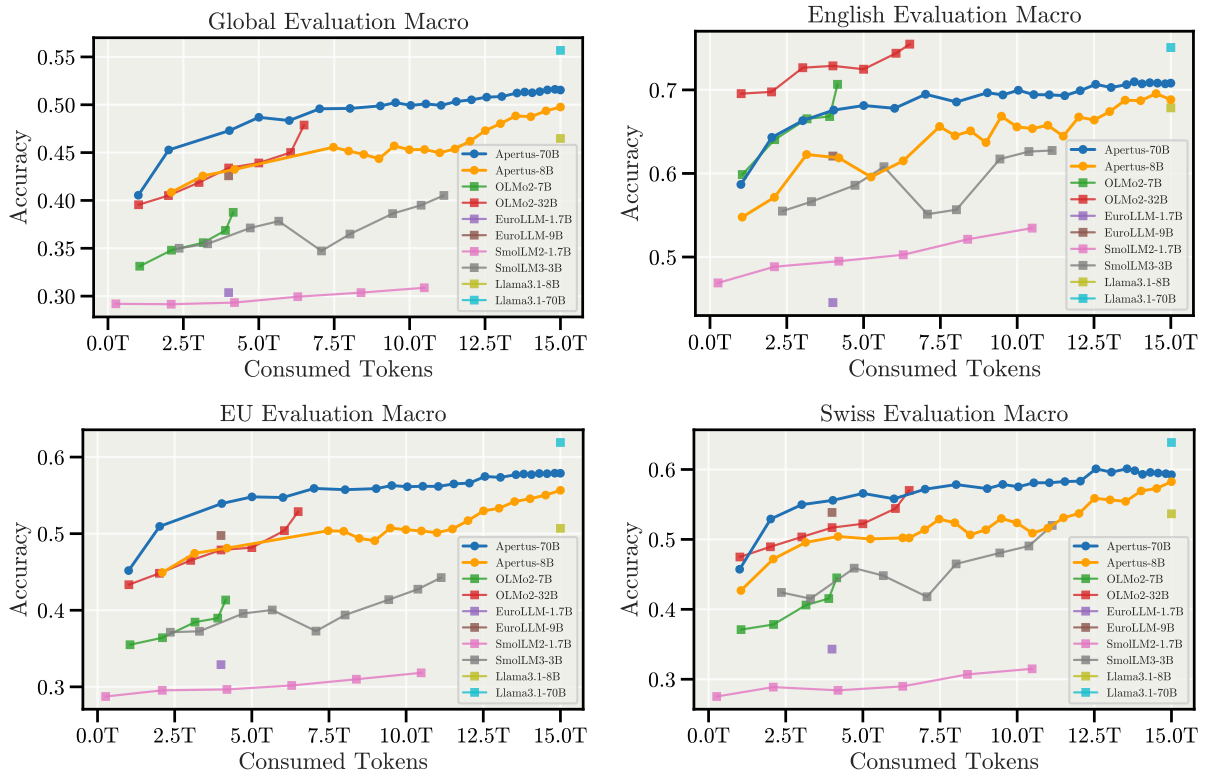 Global Evaluation Macro
Accuracy
0.55
0.50
0.45
0.40
0.35
0.30
0.0T 2.5T 5.0T 7.5T 10.0T 12.5T 15.0T
Consumed Tokens
Apertus-70B
Apertus-8B
OLMo2-7B
OLMo2-32B
EuroLLM-1.7B
EuroLLM-9B
SmolLM2-1.7B
SmolLM3-3B
Llama3.1-8B
Llama3.1-70B
English Evaluation Macro
Accuracy
0.7
0.6
0.5
0.0T 2.5T 5.0T 7.5T 10.0T 12.5T 15.0T
Consumed Tokens
Apertus-70B
Apertus-8B
OLMo2-7B
OLMo2-32B
EuroLLM-1.7B
EuroLLM-9B
SmolLM2-1.7B
SmolLM3-3B
Llama3.1-8B
Llama3.1-70B
EU Evaluation Macro
Accuracy
0.6
0.5
0.4
0.3
0.0T 2.5T 5.0T 7.5T 10.0T 12.5T 15.0T
Consumed Tokens
Apertus-70B
Apertus-8B
OLMo2-7B
OLMo2-32B
EuroLLM-1.7B
EuroLLM-9B
SmolLM2-1.7B
SmolLM3-3B
Llama3.1-8B
Llama3.1-70B
Swiss Evaluation Macro
Accuracy
0.6
0.5
0.4
0.3
0.0T 2.5T 5.0T 7.5T 10.0T 12.5T 15.0T
Consumed Tokens
Apertus-70B
Apertus-8B
OLMo2-7B
OLMo2-32B
EuroLLM-1.7B
EuroLLM-9B
SmolLM2-1.7B
SmolLM3-3B
Llama3.1-8B
Llama3.1-70B